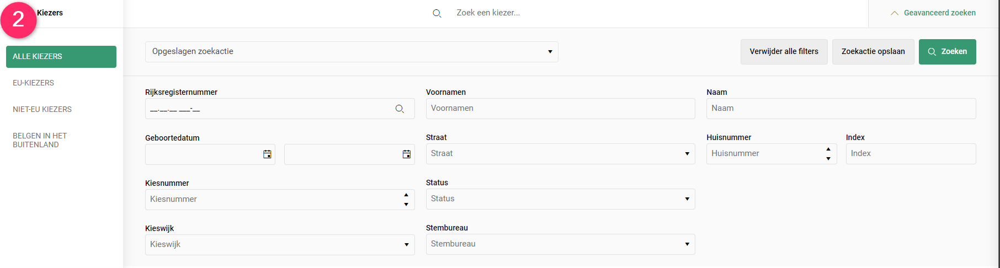 2
Kiezers
Zoek een kiezer...
Geavanceerd zoeken
ALLE KIEZERS
EU-KIEZERS
NIET-EU KIEZERS
BELGEN IN HET
BUITENLAND
Opgeslagen zoekactie
Verwijder alle filters
Zoekactie opslaan
Zoeken
Rijksregisternummer
__.__.__ ___-__
Voornamen
Voornamen
Naam
Naam
Geboortedatum
Straat
Straat
Huisnummer
Huisnummer
Index
Index
Kiesnummer
Kiesnummer
Status
Status
Kieswijk
Kieswijk
Stembureau
Stembureau